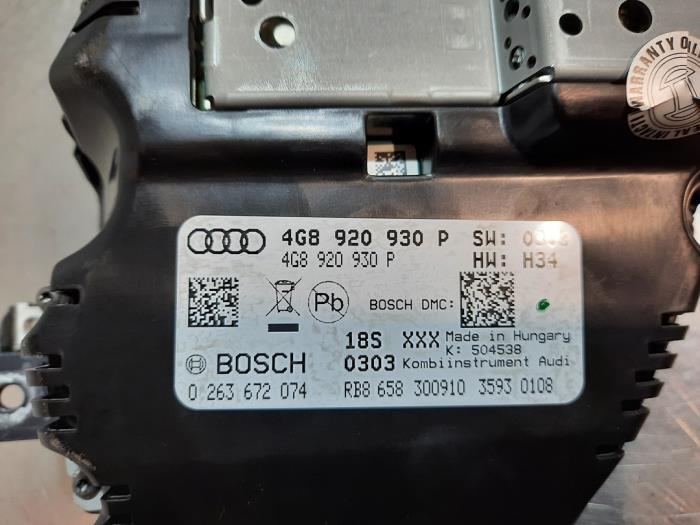 WARRANTY
4G8 920 930 P SW:
4G8 920 930 P HW: H34
Pb BOSCH DMC:
18S XXX Made in Hungary
K: 504538
BOSCH 0303 Kombiinstrument Audi
0 263 672 074 RB8 658 300910 3593 0108